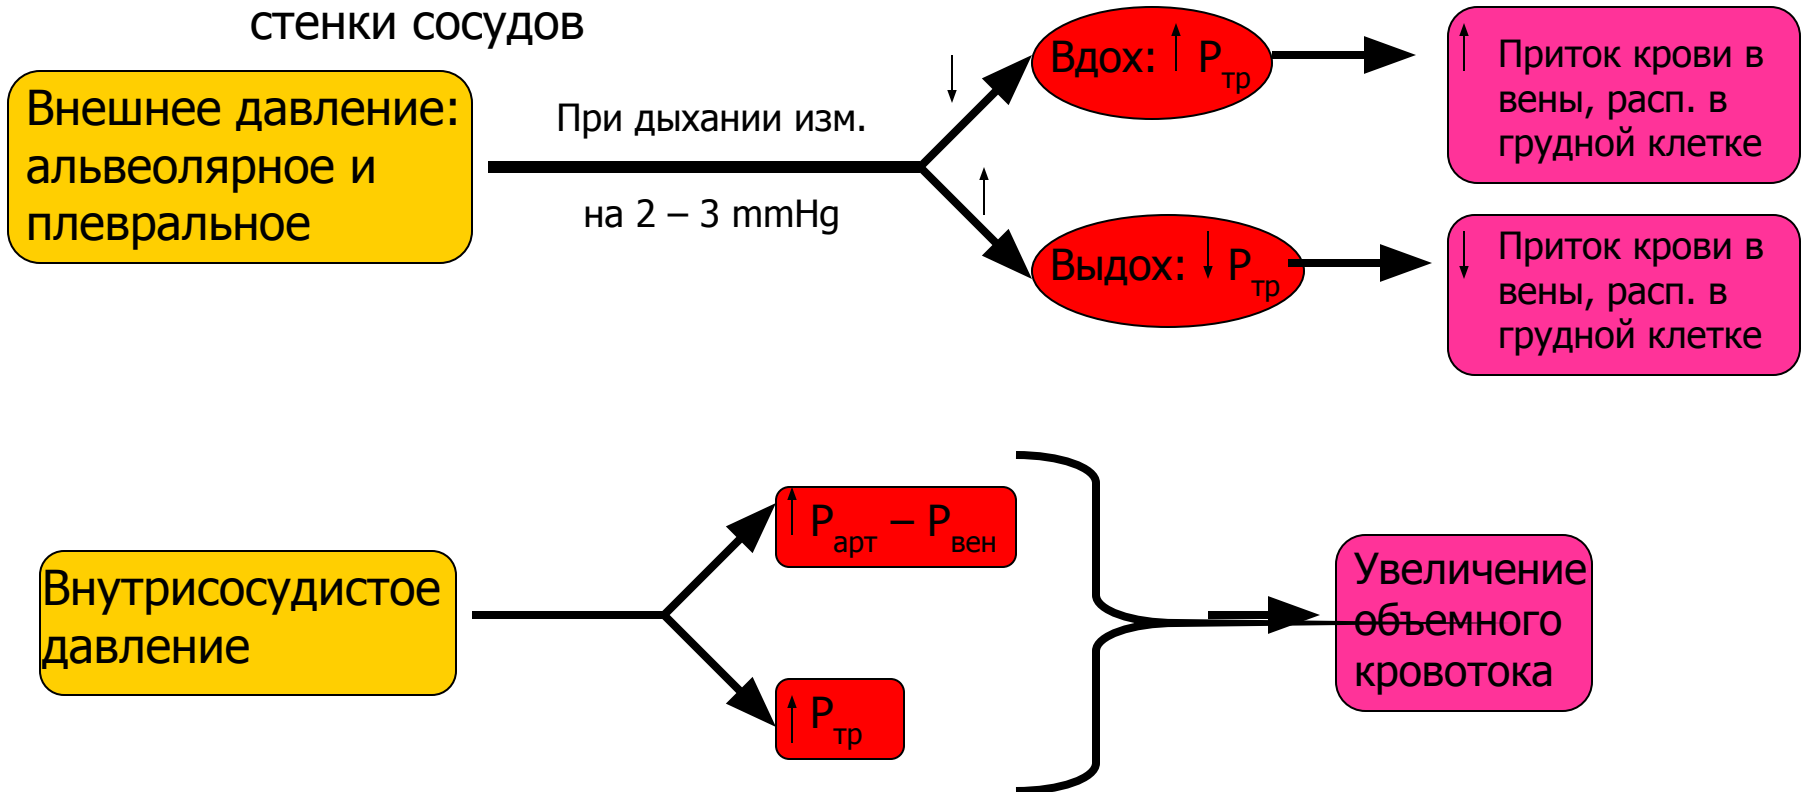 стенки сосудов
Внешнее давление:
альвеолярное и
плевральное
При дыхании изм.
на 2 – 3 mmHg
↓
↑
Вдох: ↑ Pтр
Выдох: ↓ Pтр
↑ Приток крови в
вены, расп. в
грудной клетке
↓ Приток крови в
вены, расп. в
грудной клетке
Внутрисосудистое
давление
↑ Pарт – Pвен
↑ Pтр
Увеличение
объемного
кровотока